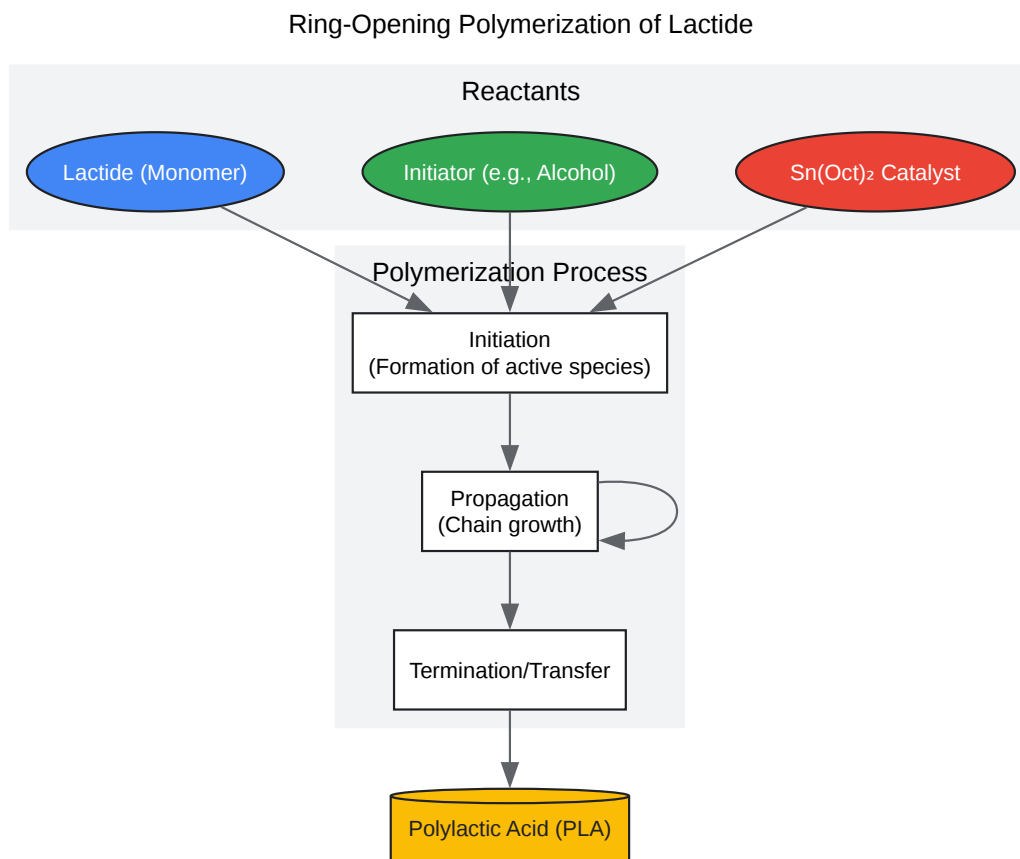 Ring-Opening Polymerization of Lactide
Reactants
Lactide (Monomer)
Initiator (e.g., Alcohol)
Sn(Oct)₂ Catalyst
Polymerization Process
Initiation
(Formation of active species)
Propagation
(Chain growth)
Termination/Transfer
Polylactic Acid (PLA)